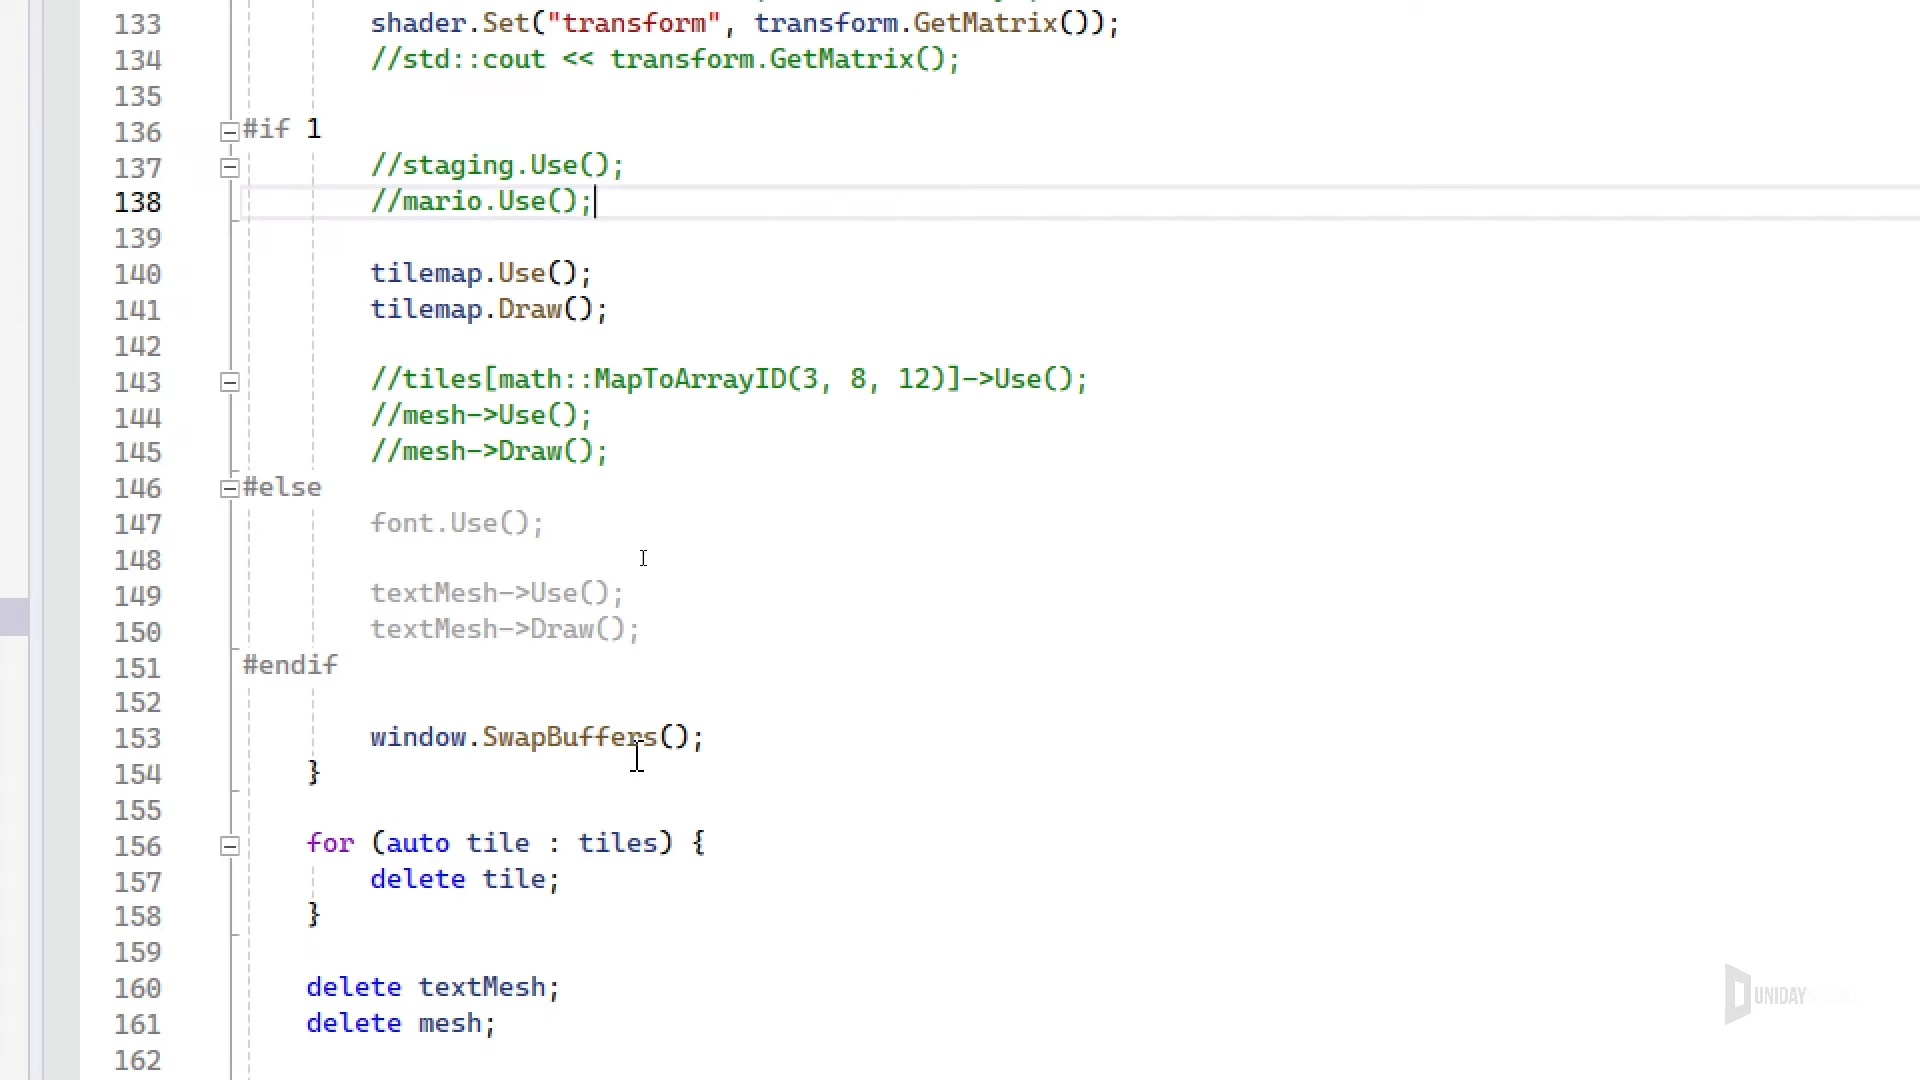 133 shader.Set("transform", transform.GetMatrix());
134 //std::cout << transform.GetMatrix();
135
136 #if 1
137 //staging.Use();
138 //mario.Use();
139
140 tilemap.Use();
141 tilemap.Draw();
142
143 //tiles[math::MapToArrayID(3, 8, 12)]->Use();
144 //mesh->Use();
145 //mesh->Draw();
146 #else
147 font.Use();
148
149 textMesh->Use();
150 textMesh->Draw();
151 #endif
152
153 window.SwapBuffers();
154 }
155
156 for (auto tile : tiles) {
157 delete tile;
158 }
159
160 delete textMesh;
161 delete mesh;
162
UNIDAY